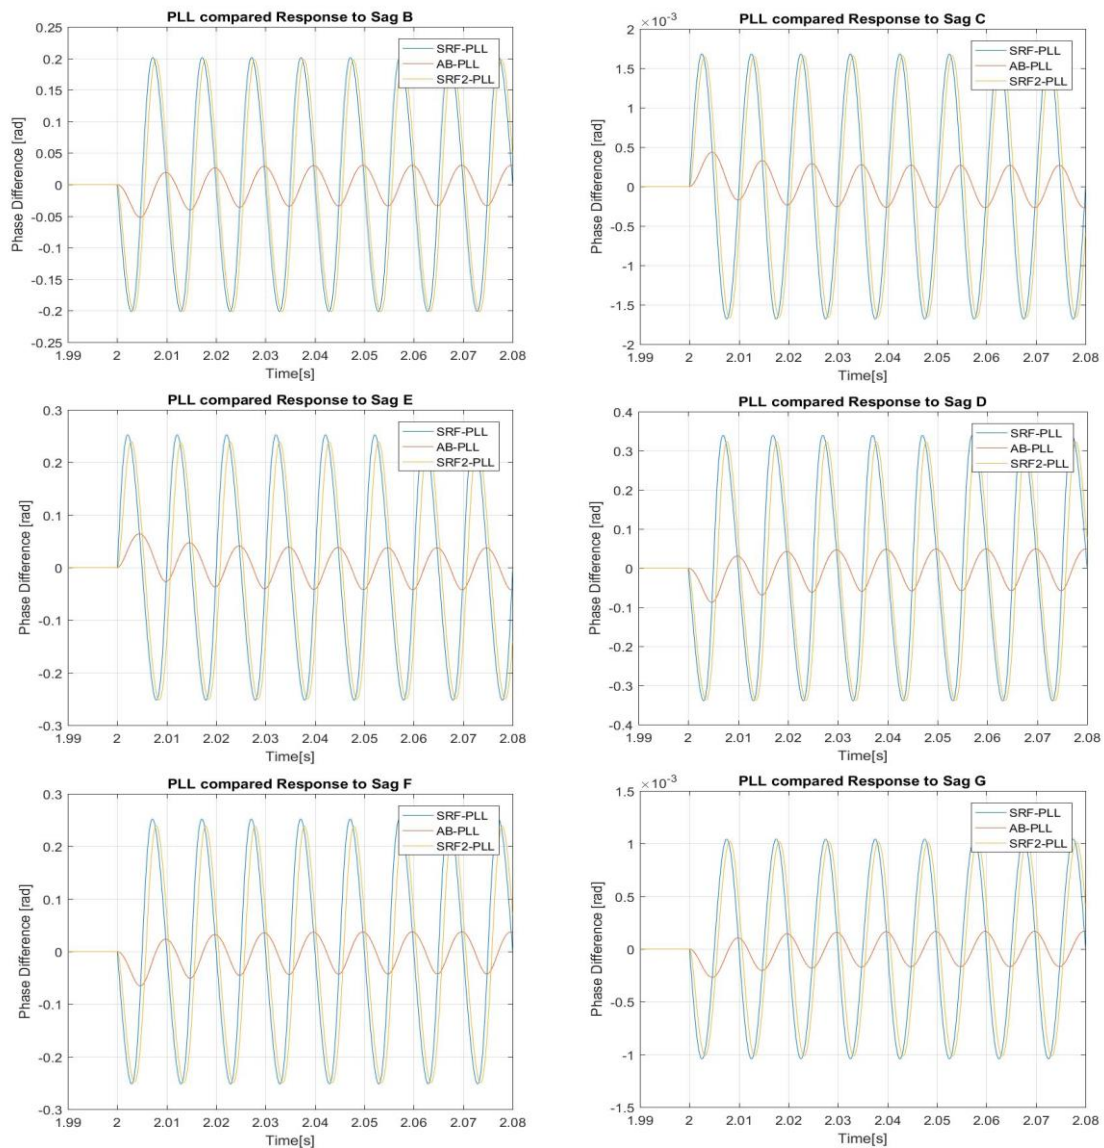 PLL compared Response to Sag B
0.25
0.2
0.15
0.1
0.05
0
-0.05
-0.1
-0.15
-0.2
-0.25
Phase Difference [rad]
SRF-PLL
AB-PLL
SRF2-PLL
1.99 2 2.01 2.02 2.03 2.04 2.05 2.06 2.07 2.08
Time[s]
PLL compared Response to Sag C
×10⁻³
2
1.5
1
0.5
0
-0.5
-1
-1.5
-2
Phase Difference [rad]
SRF-PLL
AB-PLL
SRF2-PLL
1.99 2 2.01 2.02 2.03 2.04 2.05 2.06 2.07 2.08
Time[s]
PLL compared Response to Sag E
0.3
0.2
0.1
0
-0.1
-0.2
-0.3
Phase Difference [rad]
SRF-PLL
AB-PLL
SRF2-PLL
1.99 2 2.01 2.02 2.03 2.04 2.05 2.06 2.07 2.08
Time[s]
PLL compared Response to Sag D
0.4
0.3
0.2
0.1
0
-0.1
-0.2
-0.3
-0.4
Phase Difference [rad]
SRF-PLL
AB-PLL
SRF2-PLL
1.99 2 2.01 2.02 2.03 2.04 2.05 2.06 2.07 2.08
Time[s]
PLL compared Response to Sag F
0.3
0.2
0.1
0
-0.1
-0.2
-0.3
Phase Difference [rad]
SRF-PLL
AB-PLL
SRF2-PLL
1.99 2 2.01 2.02 2.03 2.04 2.05 2.06 2.07 2.08
Time[s]
PLL compared Response to Sag G
×10⁻³
1.5
1
0.5
0
-0.5
-1
-1.5
Phase Difference [rad]
SRF-PLL
AB-PLL
SRF2-PLL
1.99 2 2.01 2.02 2.03 2.04 2.05 2.06 2.07 2.08
Time[s]